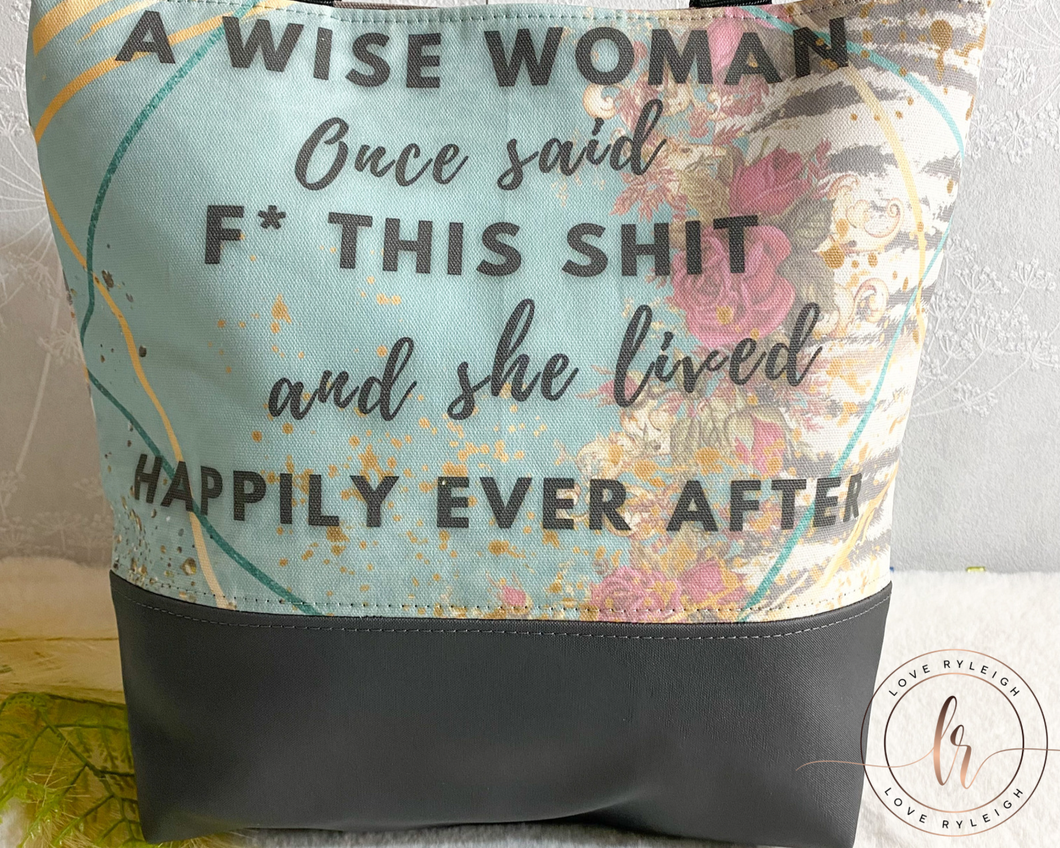 A WISE WOMAN
Once said
F* THIS SHIT
and she lived
HAPPILY EVER AFTER
LOVE RYLEIGH
lr
LOVE RYLEIGH